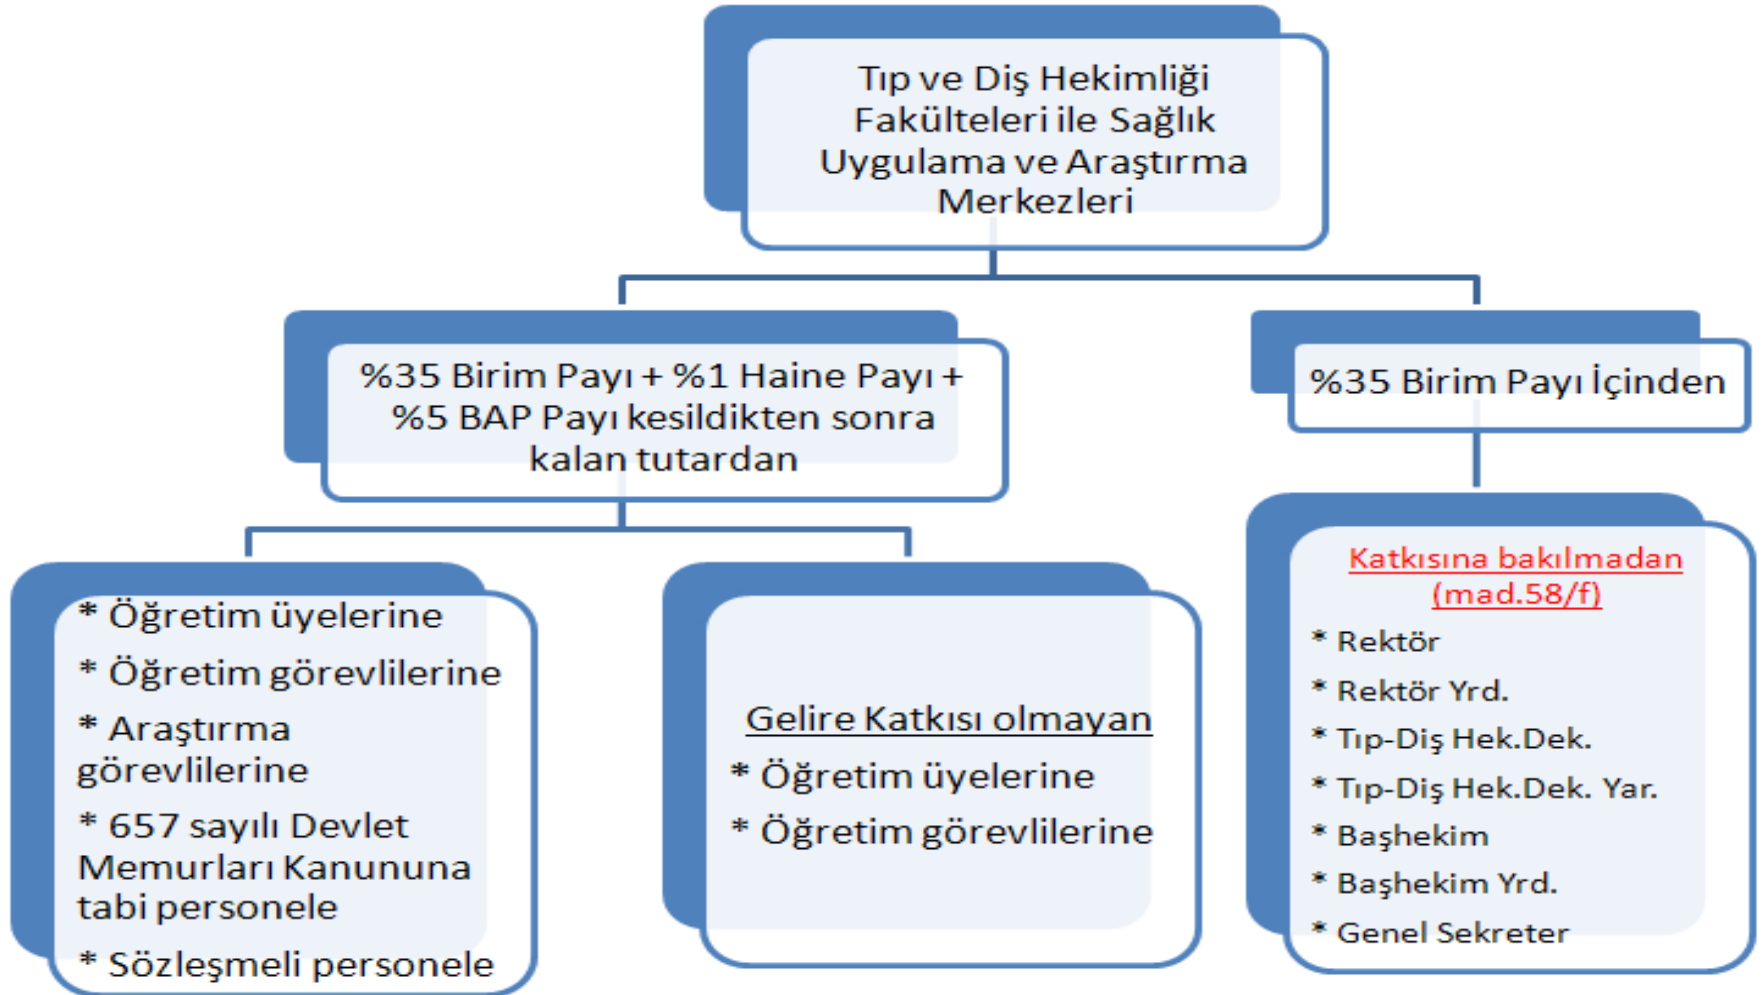 Tıp ve Diş Hekimliği
Fakülteleri ile Sağlık
Uygulama ve Araştırma
Merkezleri
%35 Birim Payı + %1 Haine Payı +
%5 BAP Payı kesildikten sonra
kalan tutardan
%35 Birim Payı İçinden
* Öğretim üyelerine
* Öğretim görevlilerine
* Araştırma
görevlilerine
* 657 sayılı Devlet
Memurları Kanununa
tabi personele
* Sözleşmeli personele
Gelire Katkısı olmayan
* Öğretim üyelerine
* Öğretim görevlilerine
Katkısına bakılmadan
(mad.58/f)
* Rektör
* Rektör Yrd.
* Tıp-Diş Hek.Dek.
* Tıp-Diş Hek.Dek. Yar.
* Başhekim
* Başhekim Yrd.
* Genel Sekreter